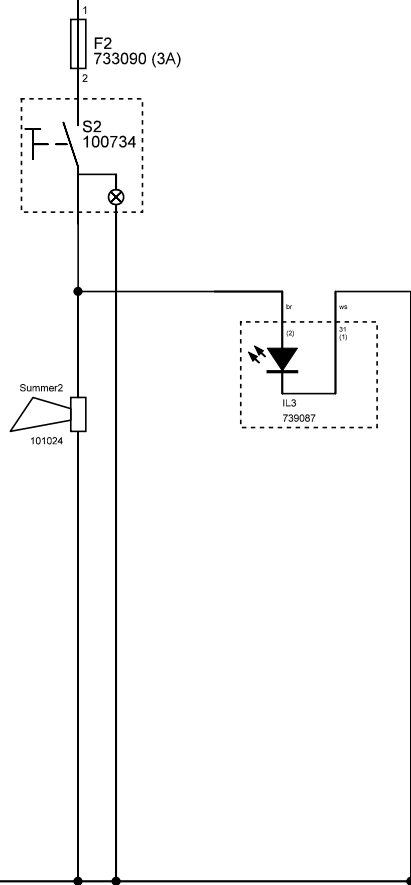 1
F2
733090 (3A)
2
S2
100734
br
ws
(2)
31
(1)
Summer2
IL3
739087
101024